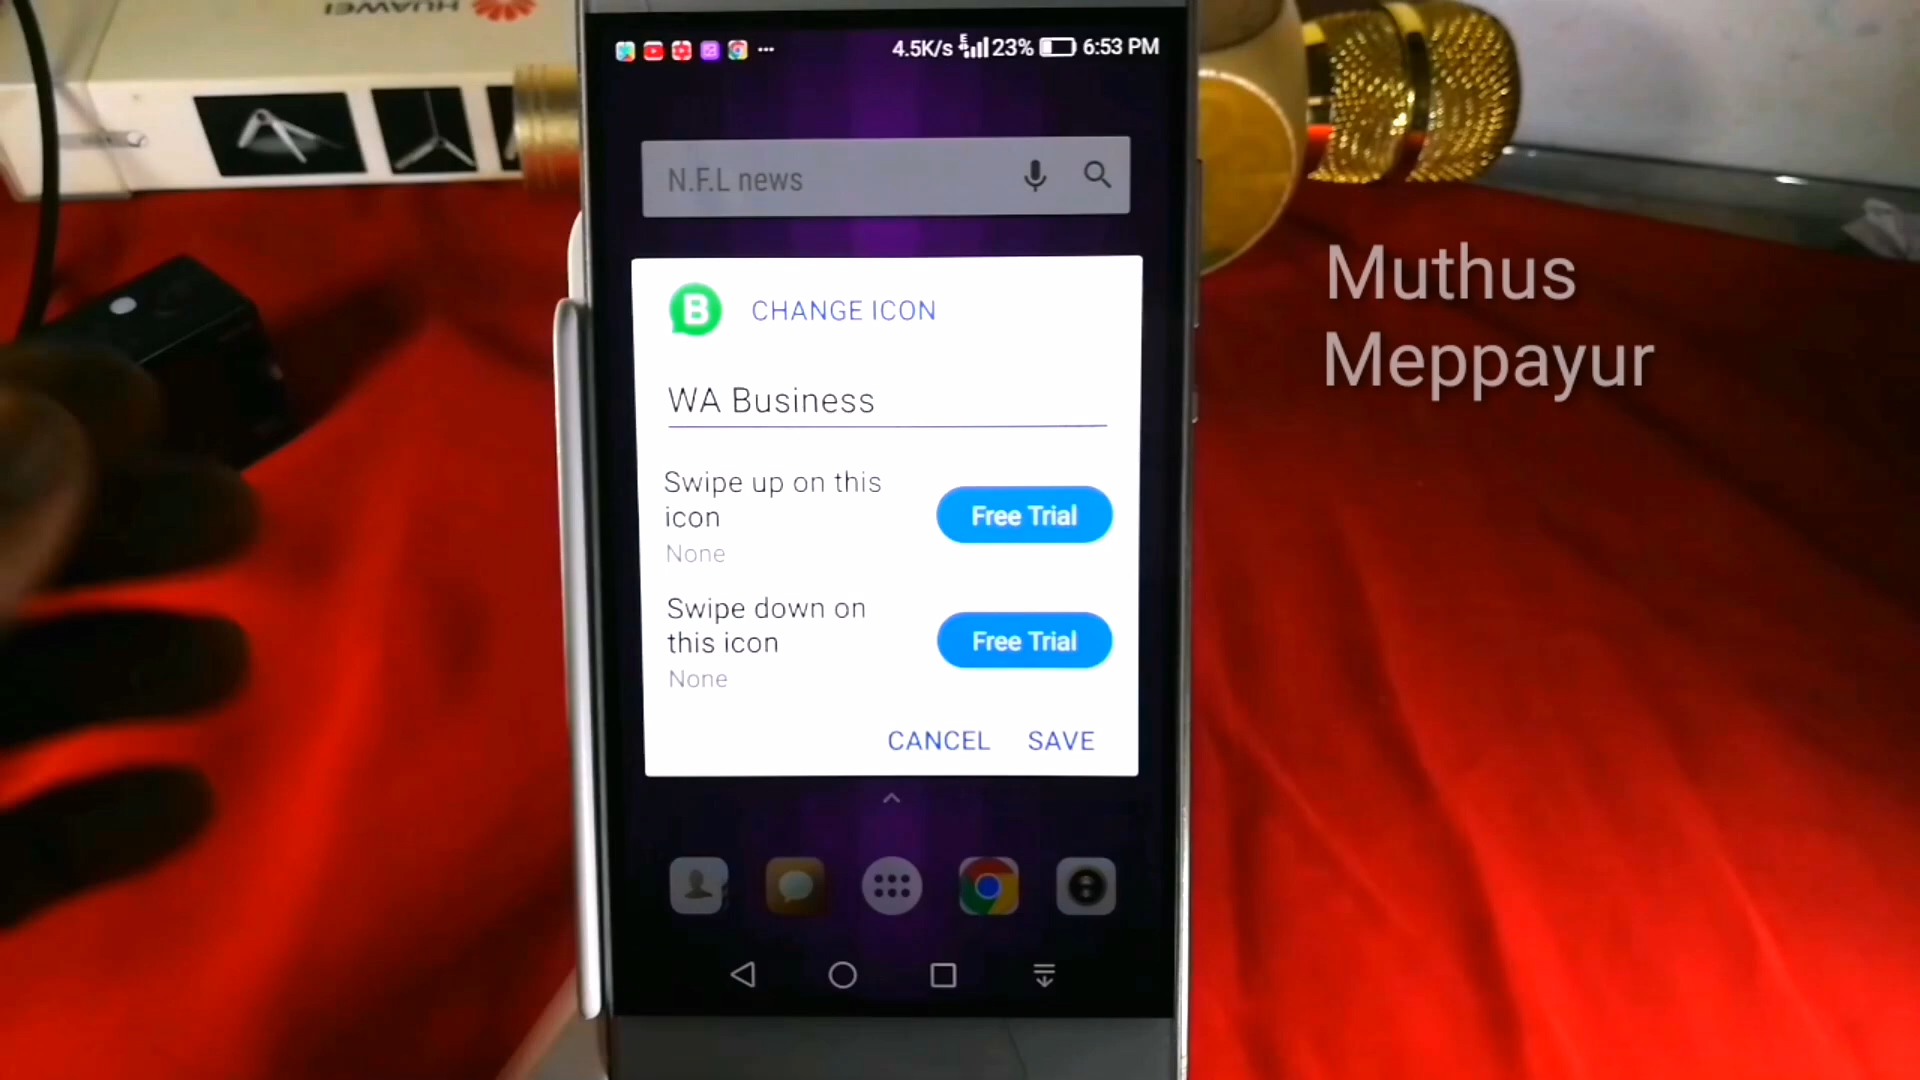 HUAWEI
4.5K/s 23% 6:53 PM
N.F.L news
B CHANGE ICON
WA Business
Swipe up on this
icon
None
Free Trial
Swipe down on
this icon
None
Free Trial
CANCEL SAVE
Muthus
Meppayur